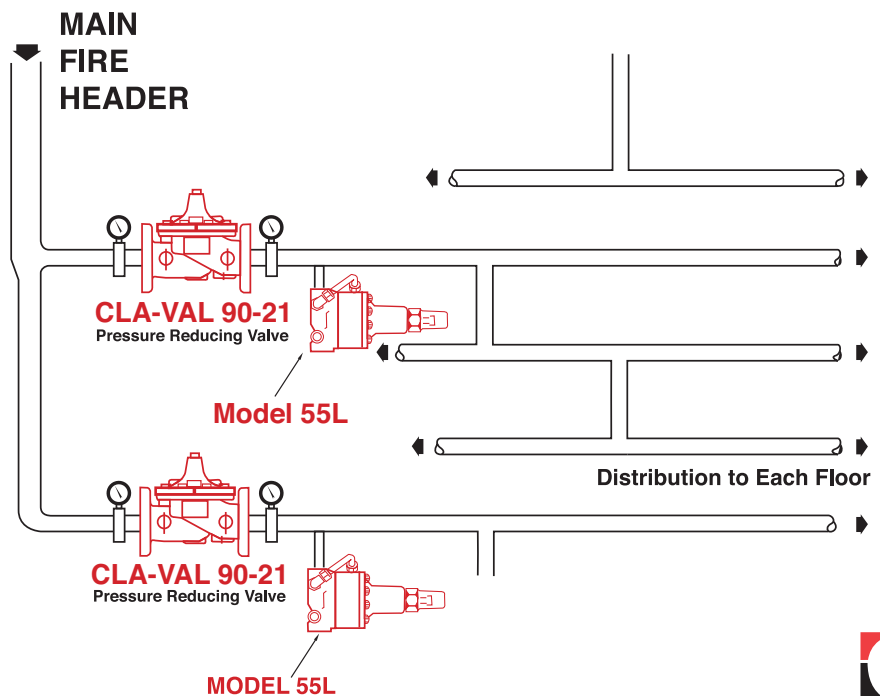 MAIN
FIRE
HEADER
CLA-VAL 90-21
Pressure Reducing Valve
Model 55L
Distribution to Each Floor
CLA-VAL 90-21
Pressure Reducing Valve
MODEL 55L